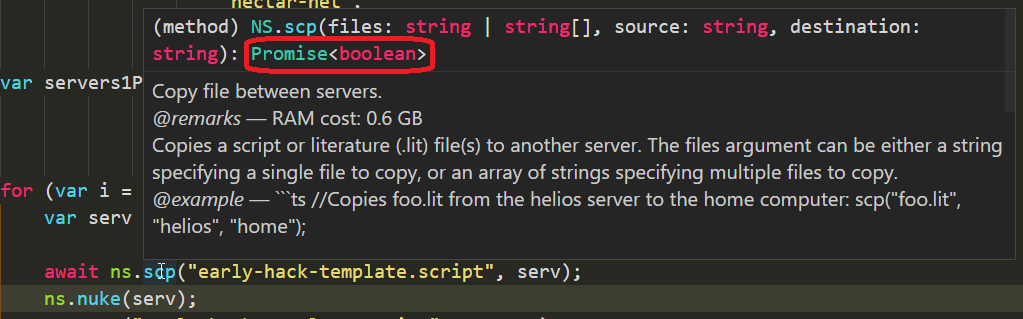 "nectar-net",
(method) NS.scp(files: string | string[], source: string, destination:
string): Promise<boolean>
var servers1P
Copy file between servers.
@remarks — RAM cost: 0.6 GB
Copies a script or literature (.lit) file(s) to another server. The files argument can be either a string
specifying a single file to copy, or an array of strings specifying multiple files to copy.
for (var i =
@example — ```ts //Copies foo.lit from the helios server to the home computer: scp("foo.lit",
var serv
"helios", "home");
await ns.scp("early-hack-template.script", serv);
ns.nuke(serv);